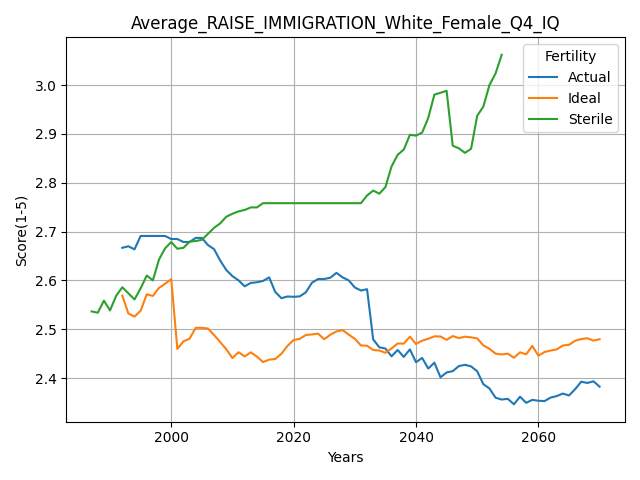 Average_RAISE_IMMIGRATION_White_Female_Q4_IQ
Fertility
Actual
Ideal
Sterile
Score(1-5)
3.0
2.9
2.8
2.7
2.6
2.5
2.4
2000
2020
2040
2060
Years